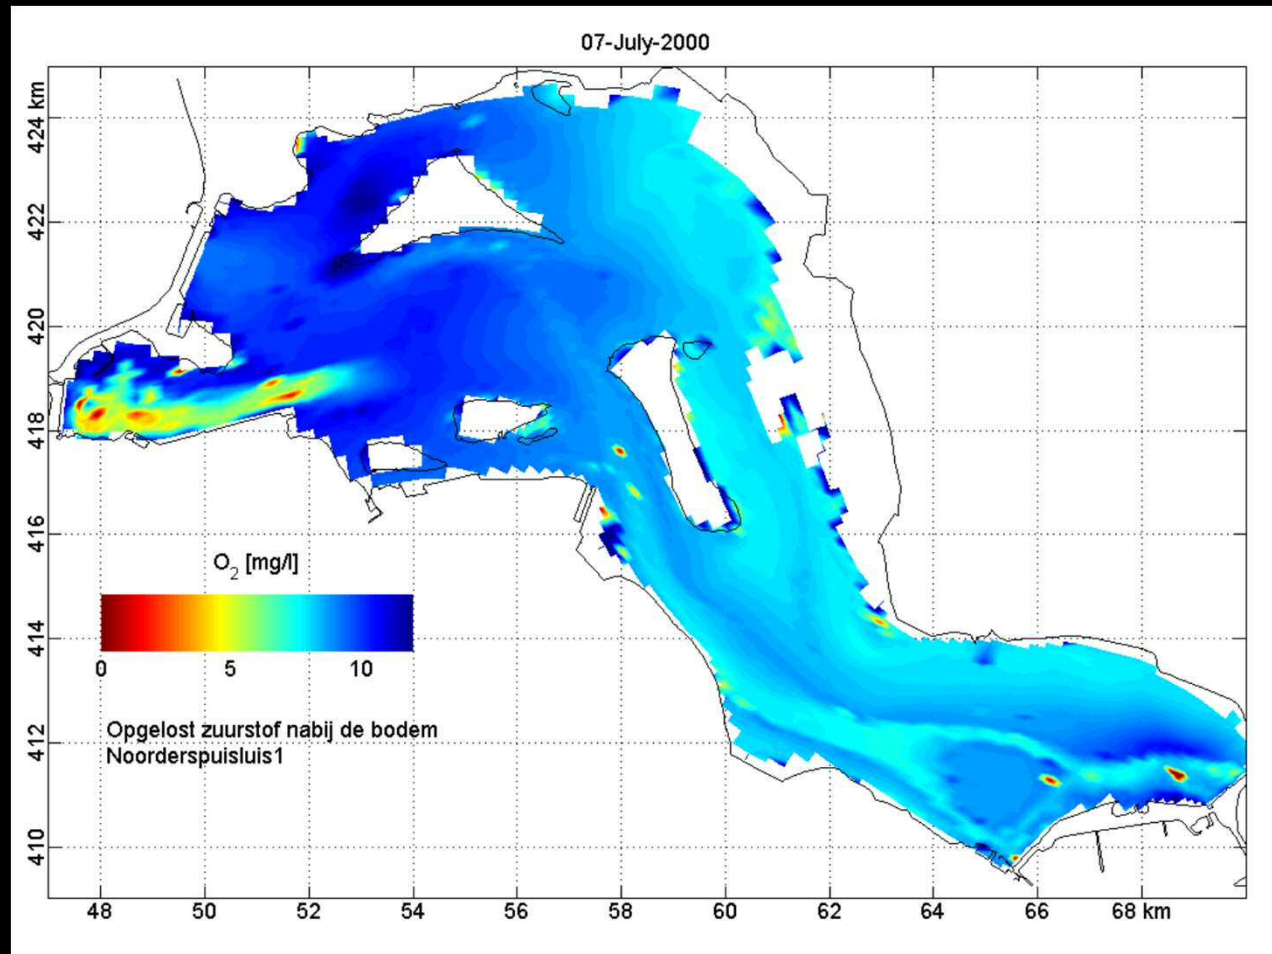 07-July-2000
km
424
422
420
418
416
414
412
410
O2 [mg/l]
0 5 10
Opgelost zuurstof nabij de bodem
Noorderspuisluis1
48 50 52 54 56 58 60 62 64 66 68 km